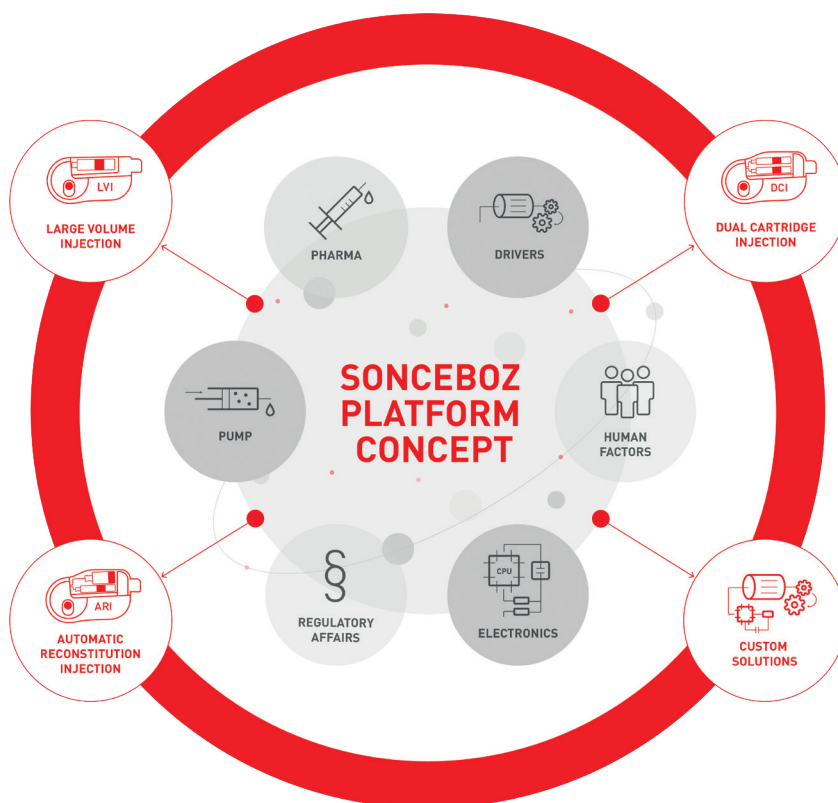 LVI
LARGE VOLUME
INJECTION
DCI
DUAL CARTRIDGE
INJECTION
PHARMA
DRIVERS
SONCEBOZ
PLATFORM
CONCEPT
PUMP
HUMAN
FACTORS
§
REGULATORY
AFFAIRS
CPU
ELECTRONICS
ARI
AUTOMATIC
RECONSTITUTION
INJECTION
CUSTOM
SOLUTIONS